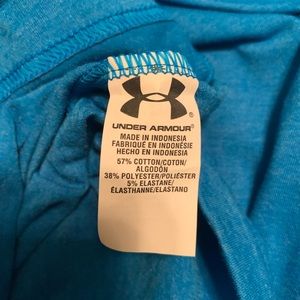 UNDER ARMOUR®
MADE IN INDONESIA
FABRIQUÉ EN INDONÉSIE
HECHO EN INDONESIA
57% COTTON/COTON/
ALGODÓN
38% POLYESTER/POLIÉSTER
5% ELASTANE/
ÉLASTHANNE/ELASTANO